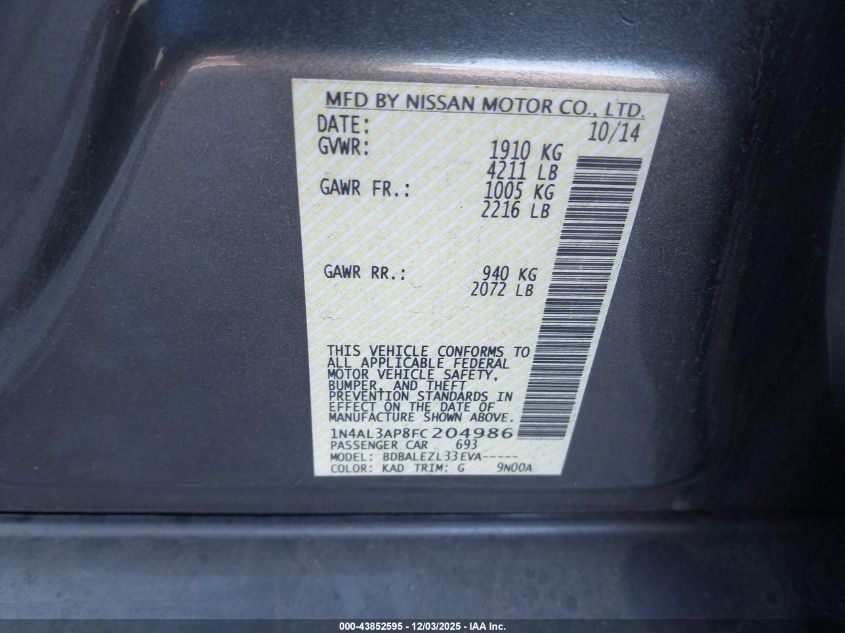 MFD BY NISSAN MOTOR CO., LTD.
DATE: 10/14
GVWR: 1910 KG
4211 LB
GAWR FR.: 1005 KG
2216 LB
GAWR RR.: 940 KG
2072 LB
THIS VEHICLE CONFORMS TO
ALL APPLICABLE FEDERAL
MOTOR VEHICLE SAFETY,
BUMPER, AND THEFT
PREVENTION STANDARDS IN
EFFECT ON THE DATE OF
MANUFACTURE SHOWN ABOVE.
1N4AL3AP8FC204986
PASSENGER CAR 693
MODEL: BDBALEZL33EVA-----
COLOR: KAD TRIM: G 9N00A
000-43852595 - 12/03/2025 - IAA Inc.